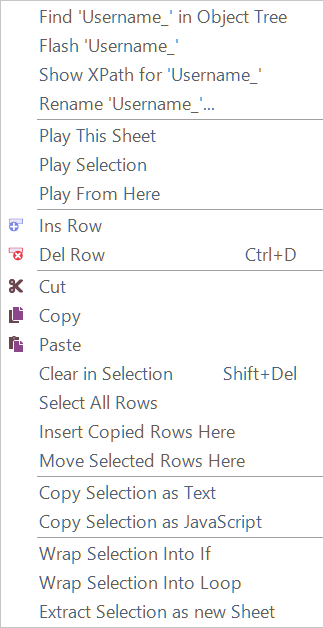 Find 'Username_' in Object Tree
Flash 'Username_'
Show XPath for 'Username_'
Rename 'Username_'...
Play This Sheet
Play Selection
Play From Here
Ins Row
Del Row Ctrl+D
Cut
Copy
Paste
Clear in Selection Shift+Del
Select All Rows
Insert Copied Rows Here
Move Selected Rows Here
Copy Selection as Text
Copy Selection as JavaScript
Wrap Selection Into If
Wrap Selection Into Loop
Extract Selection as new Sheet